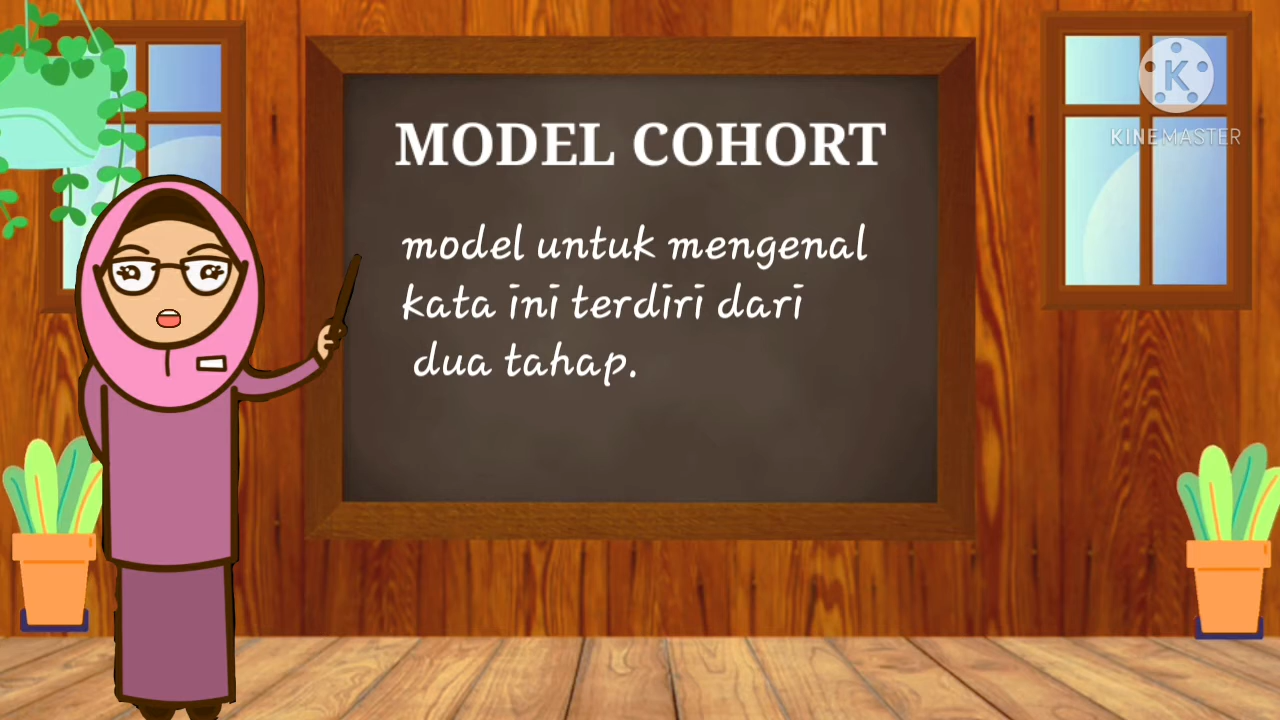 MODEL COHORT
model untuk mengenal
kata ini terdiri dari
dua tahap.
K
KINEMASTER